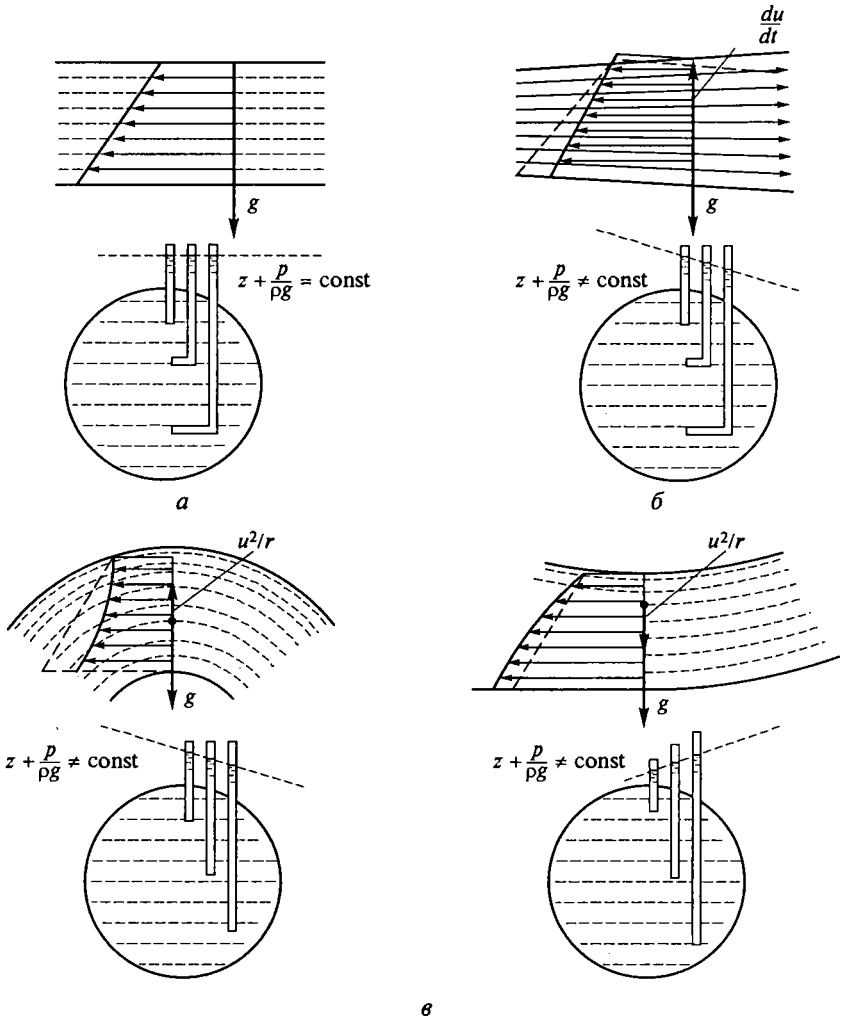 du
dt
g
g
z + p/ρg = const
z + p/ρg ≠ const
а
б
u²/r
u²/r
g
g
z + p/ρg ≠ const
z + p/ρg ≠ const
в